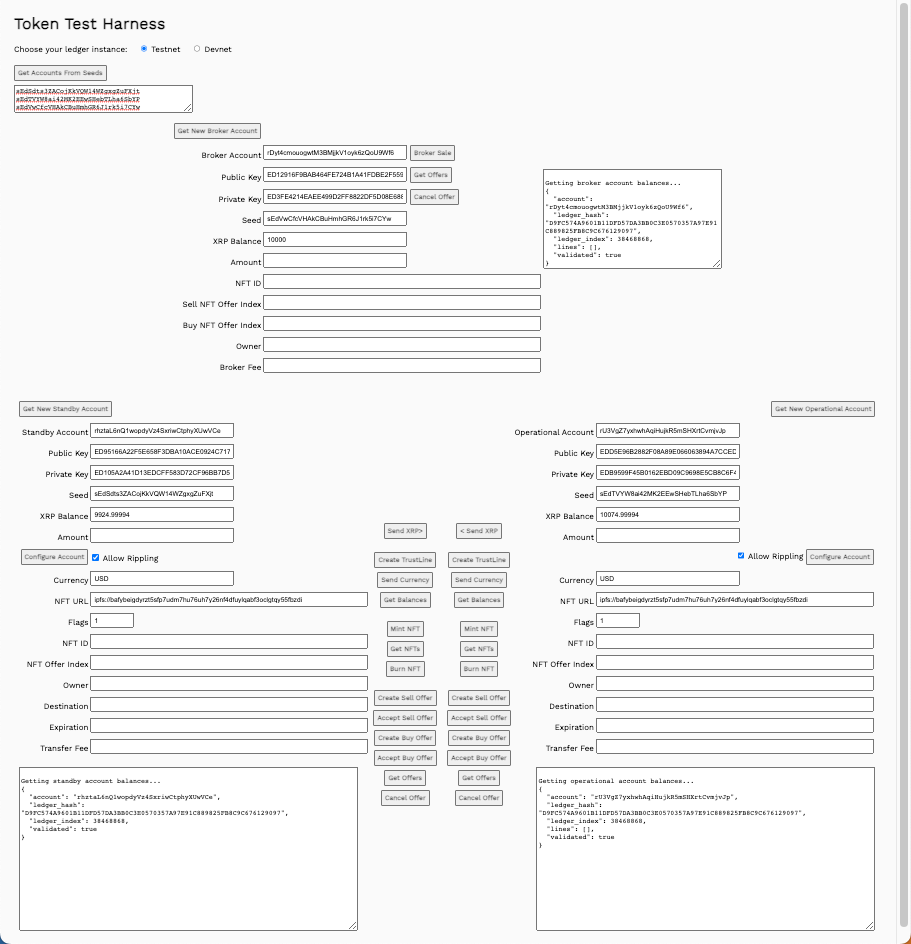 Token Test Harness
Choose your ledger instance: Testnet Devnet
Get Accounts From Seeds
sEdSdts3ZACojKkVQW14WZgxgZuFXjt
sEdTVYW8ai42MK2EEwSHebTLha6SbYP
sEdVwCfcVHAkCBuHmhGR6J1rk5i7CYw
Get New Broker Account
Broker Account rDyt4cmouogwtM3BMjjkV1oyk6zQoU9Wf6 Broker Sale
Public Key ED12916F9BAB464FE724B1A41FDBE2F559 Get Offers
Private Key ED3FE4214EAEE499D2FF8822DF5D08E686 Cancel Offer
Seed sEdVwCfcVHAkCBuHmhGR6J1rk5i7CYw
XRP Balance 10000
Amount
NFT ID
Sell NFT Offer Index
Buy NFT Offer Index
Owner
Broker Fee
Getting broker account balances...
{
"account":
"rDyt4cmouogwtM3BMjjkV1oyk6zQoU9Wf6",
"ledger_hash":
"D9FC574A9601B11DFD57DA3BB0C3E0570357A97E91
C889825FB8C9C676129097",
"ledger_index": 38468868,
"lines": [],
"validated": true
}
Get New Standby Account
Standby Account rhztaL6nQ1wopdyVz4SxriwCtphyXUwVCe
Public Key ED95166A22F5E658F3DBA10ACE0924C717
Private Key ED105A2A41D13EDCFF583D72CF96BB7D5
Seed sEdSdts3ZACojKkVQW14WZgxgZuFXjt
XRP Balance 9924.99994
Amount
Configure Account Allow Rippling
Currency USD
NFT URL ipfs://bafybeigdyrzt5sfp7udm7hu76uh7y26nf4dfuylqabf3oclgtqy55fbzdi
Flags 1
NFT ID
NFT Offer Index
Owner
Destination
Expiration
Transfer Fee
Getting standby account balances...
{
"account": "rhztaL6nQ1wopdyVz4SxriwCtphyXUwVCe",
"ledger_hash":
"D9FC574A9601B11DFD57DA3BB0C3E0570357A97E91C889825FB8C9C676129097",
"ledger_index": 38468868,
"validated": true
}
Send XRP> < Send XRP
Create TrustLine Create TrustLine
Send Currency Send Currency
Get Balances Get Balances
Mint NFT Mint NFT
Get NFTs Get NFTs
Burn NFT Burn NFT
Create Sell Offer Create Sell Offer
Accept Sell Offer Accept Sell Offer
Create Buy Offer Create Buy Offer
Accept Buy Offer Accept Buy Offer
Get Offers Get Offers
Cancel Offer Cancel Offer
Get New Operational Account
Operational Account rU3VgZ7yxhwhAqiHujkR5mSHXrtCvmjvJp
Public Key EDD5E96B2882F08A89E066063894A7CCED
Private Key EDB9599F45B0162EBD09C9698E5CB8C6F4
Seed sEdTVYW8ai42MK2EEwSHebTLha6SbYP
XRP Balance 10074.99994
Amount
Allow Rippling Configure Account
Currency USD
NFT URL ipfs://bafybeigdyrzt5sfp7udm7hu76uh7y26nf4dfuylqabf3oclgtqy55fbzdi
Flags 1
NFT ID
NFT Offer Index
Owner
Destination
Expiration
Transfer Fee
Getting operational account balances...
{
"account": "rU3VgZ7yxhwhAqiHujkR5mSHXrtCvmjvJp",
"ledger_hash":
"D9FC574A9601B11DFD57DA3BB0C3E0570357A97E91C889825FB8C9C676129097",
"ledger_index": 38468868,
"lines": [],
"validated": true
}